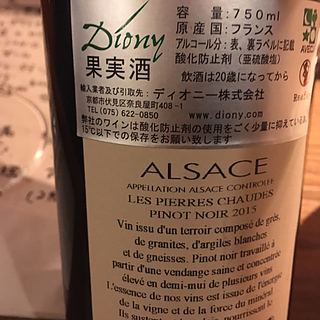 Diony
果実酒
容量：750ml
原産国：フランス
アルコール分：表、裏ラベルに記載
酸化防止剤（亜硫酸塩）
飲酒は20歳になってから
輸入業者及び引取先：ディオニー株式会社
京都市伏見区奈良屋町408-1
TEL (075) 622-0850
www.diony.com
弊社のワインは酸化防止剤の使用をごく少量に抑えている
15℃以下での保存をお願い致します
ALSACE
APPELLATION ALSACE CONTROLÉE
LES PIERRES CHAUDES
PINOT NOIR 2015
Vin issu d'un terroir composé de grès,
de granites, d'argiles blanches
et de gneisses. Pinot noir travaillé à
partir d'une vendange saine et concentrée
élevé en demi-mui de plusieurs vins
L'essence de nos vins est issue de l'énergie
de la vigne et de la force du minéral
Ils sustentent nourrissent le